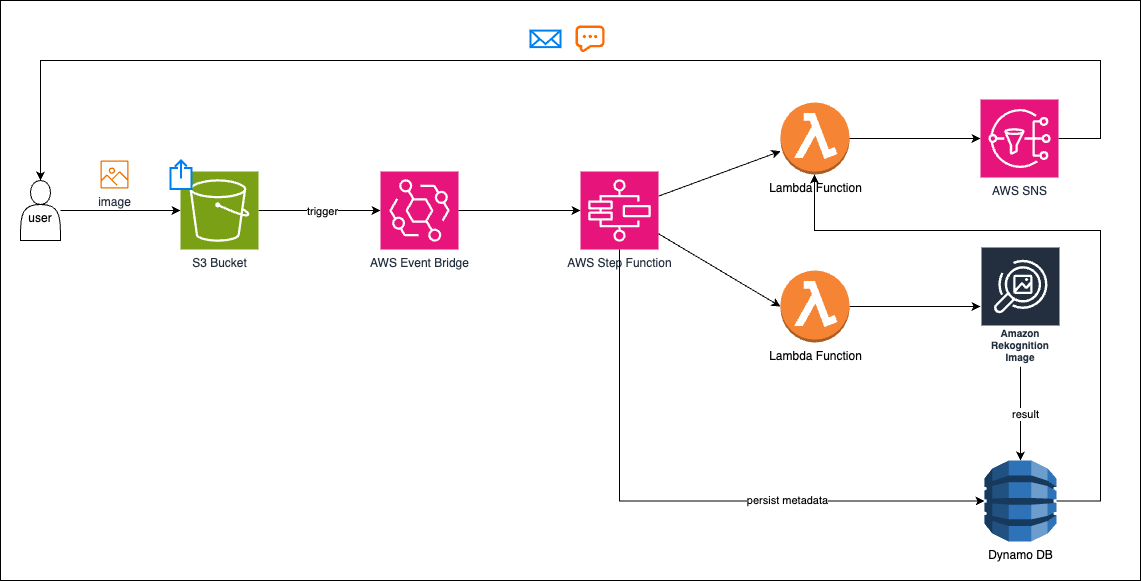 user
image
S3 Bucket
trigger
AWS Event Bridge
AWS Step Function
Lambda Function
AWS SNS
Lambda Function
Amazon
Rekognition
Image
result
persist metadata
Dynamo DB